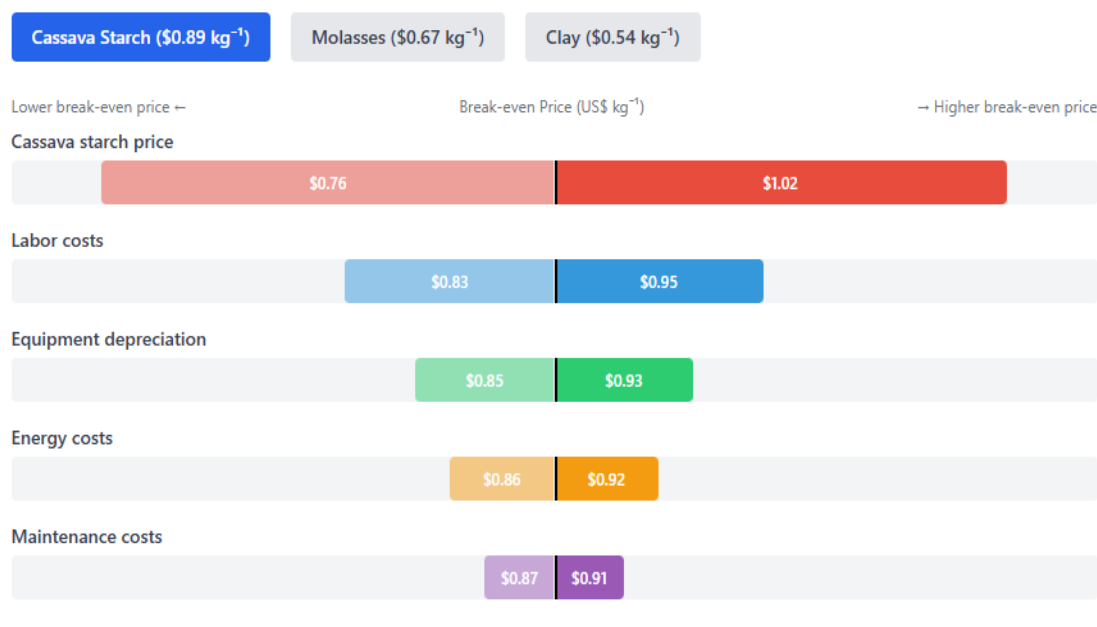 Cassava Starch ($0.89 kg⁻¹) Molasses ($0.67 kg⁻¹) Clay ($0.54 kg⁻¹)
Lower break-even price ← Break-even Price (US$ kg⁻¹) → Higher break-even price
Cassava starch price
$0.76 $1.02
Labor costs
$0.83 $0.95
Equipment depreciation
$0.85 $0.93
Energy costs
$0.86 $0.92
Maintenance costs
$0.87 $0.91